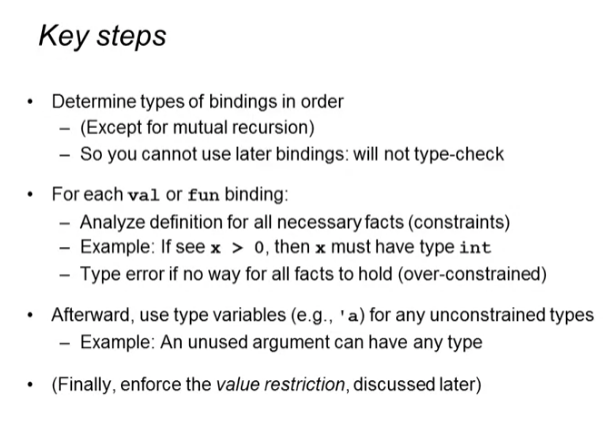 Key steps
• Determine types of bindings in order
– (Except for mutual recursion)
– So you cannot use later bindings: will not type-check
• For each val or fun binding:
– Analyze definition for all necessary facts (constraints)
– Example: If see x > 0, then x must have type int
– Type error if no way for all facts to hold (over-constrained)
• Afterward, use type variables (e.g., 'a) for any unconstrained types
– Example: An unused argument can have any type
• (Finally, enforce the value restriction, discussed later)